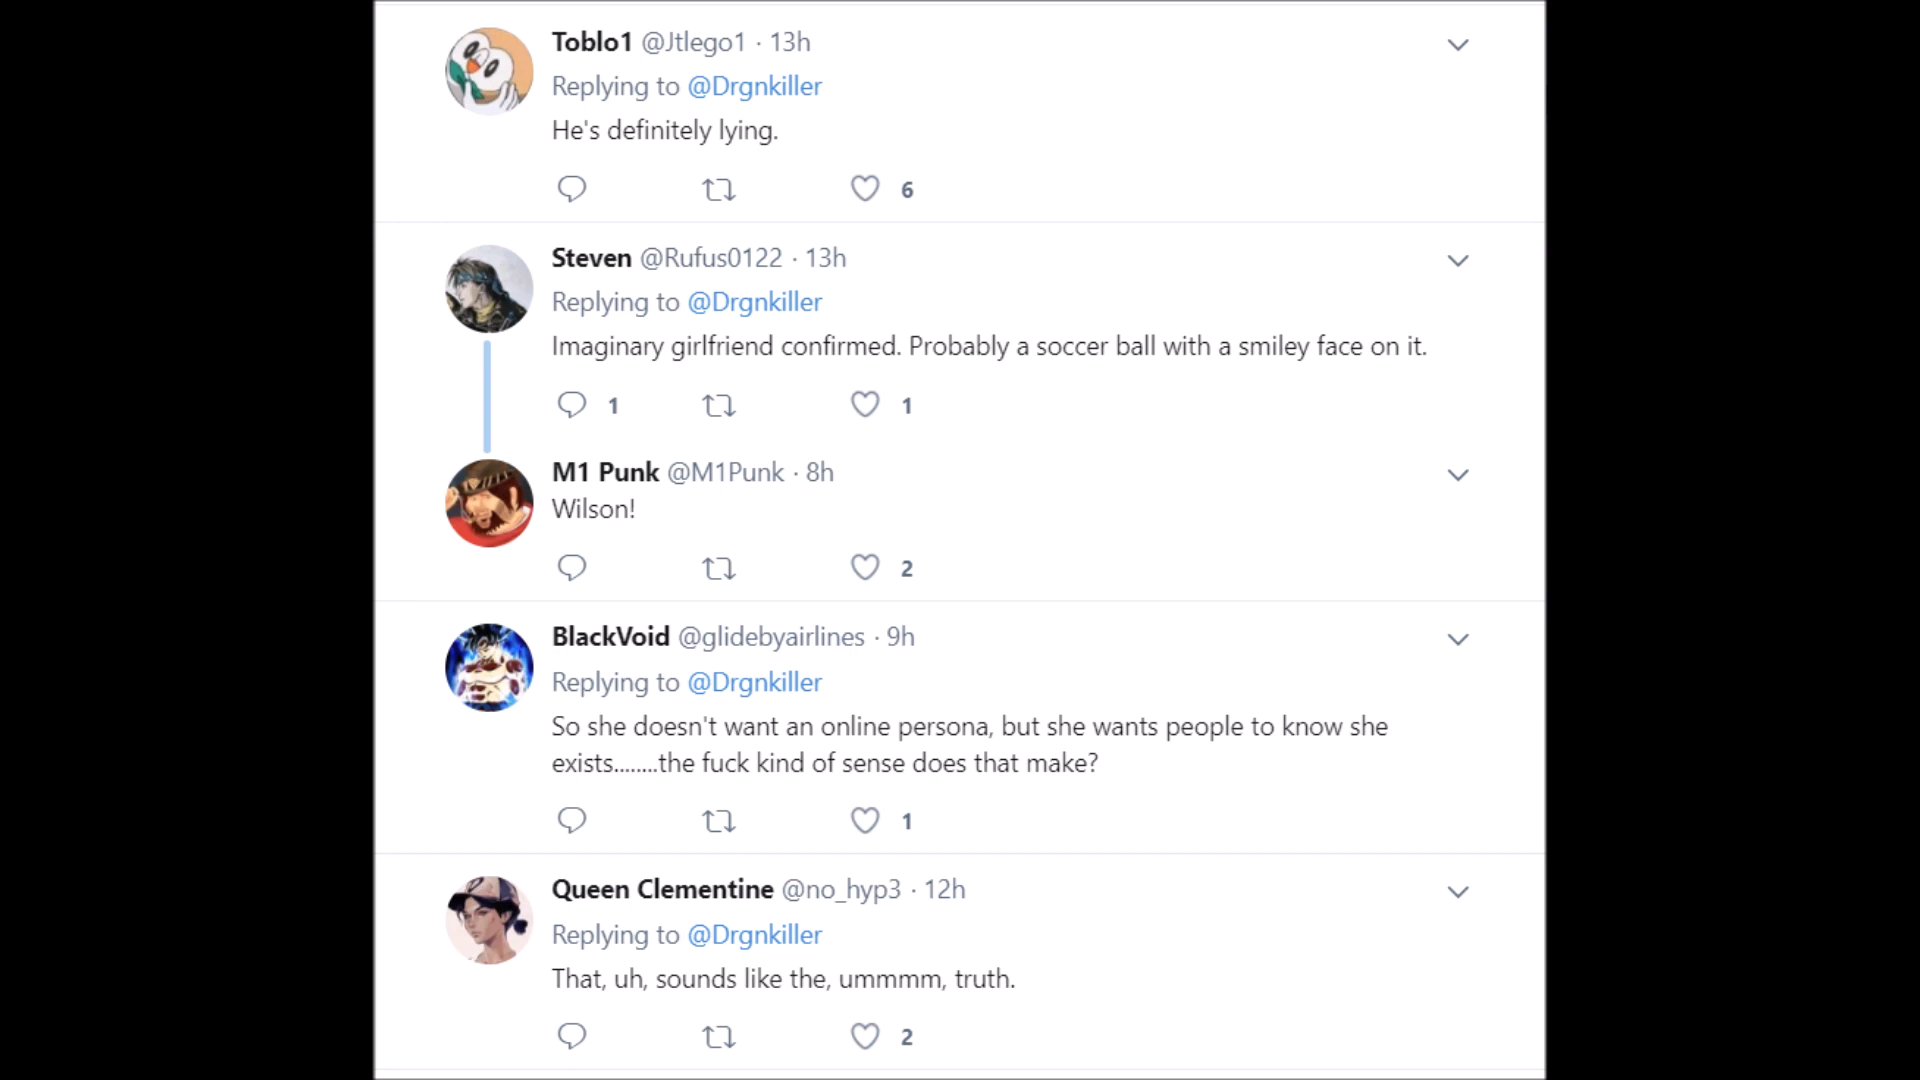 Toblo1 @Jtlego1 · 13h
Replying to @Drgnkiller
He's definitely lying.
6
Steven @Rufus0122 · 13h
Replying to @Drgnkiller
Imaginary girlfriend confirmed. Probably a soccer ball with a smiley face on it.
1 1
M1 Punk @M1Punk · 8h
Wilson!
2
BlackVoid @glidebyairlines · 9h
Replying to @Drgnkiller
So she doesn't want an online persona, but she wants people to know she
exists........the fuck kind of sense does that make?
1
Queen Clementine @no_hyp3 · 12h
Replying to @Drgnkiller
That, uh, sounds like the, ummmm, truth.
2